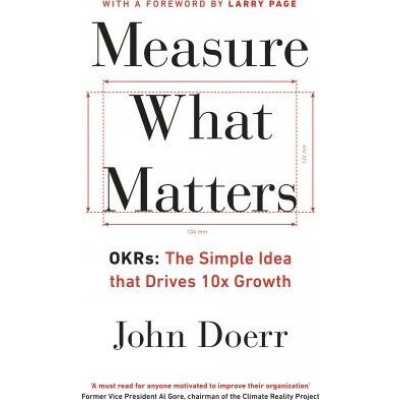 WITH A FOREWORD BY LARRY PAGE
Measure
What
Matters
134 mm
OKRs: The Simple Idea
that Drives 10x Growth
John Doerr
'A must read for anyone motivated to improve their organization'
Former Vice President Al Gore, chairman of the Climate Reality Project